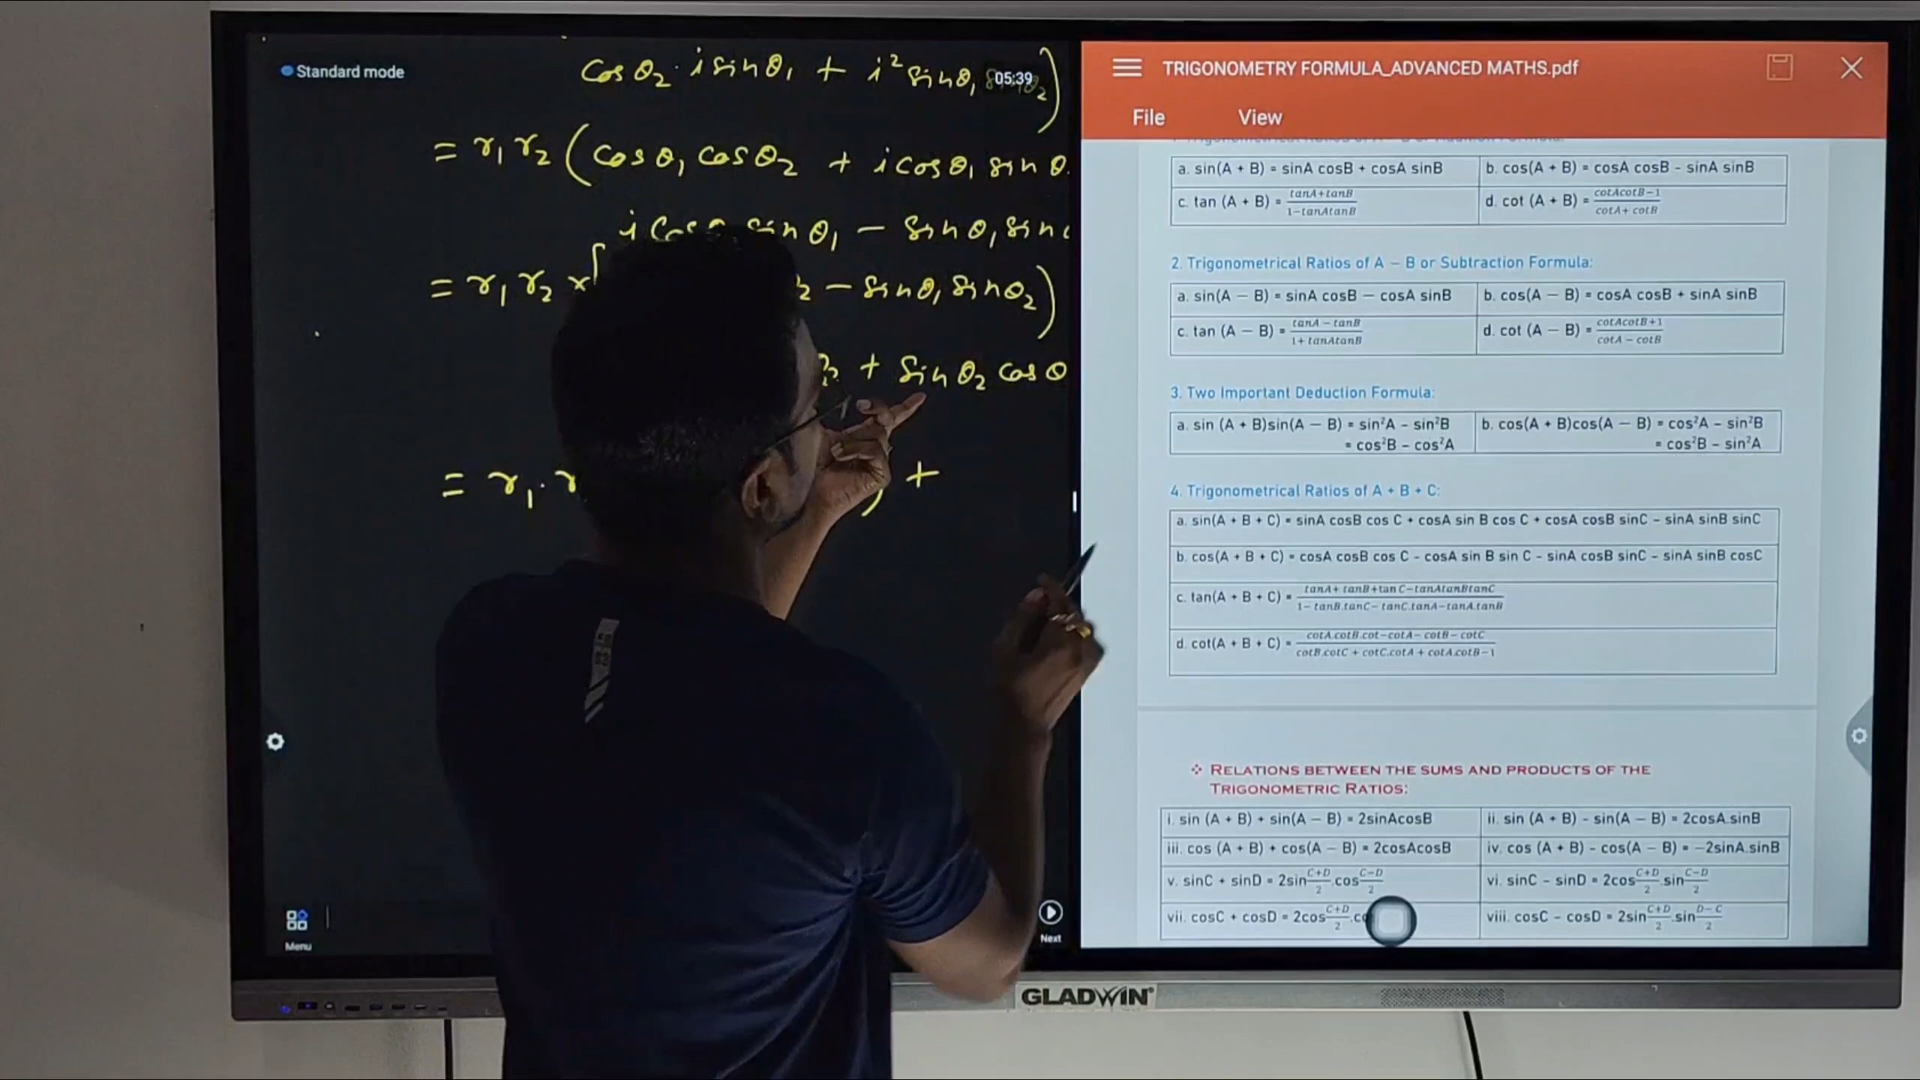 Standard mode
cos θ₂ · i sin θ₁ + i² sin θ₁
05:39
= r₁ r₂ ( cos θ₁ cos θ₂ + i cos θ₁ sin θ
i cos θ sin θ₁ − sin θ₁ sin
= r₁ r₂ × ₂ − sin θ₁ sin θ₂ )
+ sin θ₂ cos θ
= r₁ · r ) +
Menu
Next
TRIGONOMETRY FORMULA_ADVANCED MATHS.pdf
File View
a. sin(A + B) = sinA cosB + cosA sinB
b. cos(A + B) = cosA cosB - sinA sinB
c. tan (A + B) = (tanA+tanB)/(1−tanAtanB)
d. cot (A + B) = (cotAcotB−1)/(cotA+ cotB)
2. Trigonometrical Ratios of A − B or Subtraction Formula:
a. sin(A − B) = sinA cosB − cosA sinB
b. cos(A − B) = cosA cosB + sinA sinB
c. tan (A − B) = (tanA − tanB)/(1+ tanAtanB)
d. cot (A − B) = (cotAcotB+1)/(cotA − cotB)
3. Two Important Deduction Formula:
a. sin (A + B)sin(A − B) = sin²A - sin²B
= cos²B - cos²A
b. cos(A + B)cos(A − B) = cos²A - sin²B
= cos²B - sin²A
4. Trigonometrical Ratios of A + B + C:
a. sin(A + B + C) = sinA cosB cos C + cosA sin B cos C + cosA cosB sinC − sinA sinB sinC
b. cos(A + B + C) = cosA cosB cos C - cosA sin B sin C - sinA cosB sinC − sinA sinB cosC
c. tan(A + B + C) = (tanA+ tanB+tan C−tanAtanBtanC)/(1− tanB.tanC− tanC.tanA−tanA.tanB)
d. cot(A + B + C) = (cotA.cotB.cot−cotA− cotB−cotC)/(cotB.cotC + cotC.cotA + cotA.cotB−1)
❖ RELATIONS BETWEEN THE SUMS AND PRODUCTS OF THE
TRIGONOMETRIC RATIOS:
i. sin (A + B) + sin(A − B) = 2sinAcosB
ii. sin (A + B) - sin(A − B) = 2cosA.sinB
iii. cos (A + B) + cos(A − B) = 2cosAcosB
iv. cos (A + B) - cos(A − B) = −2sinA.sinB
v. sinC + sinD = 2sin (C+D)/2 .cos (C−D)/2
vi. sinC − sinD = 2cos (C+D)/2 .sin (C−D)/2
vii. cosC + cosD = 2cos (C+D)/2
viii. cosC − cosD = 2sin (C+D)/2 .sin (D−C)/2
GLADWIN